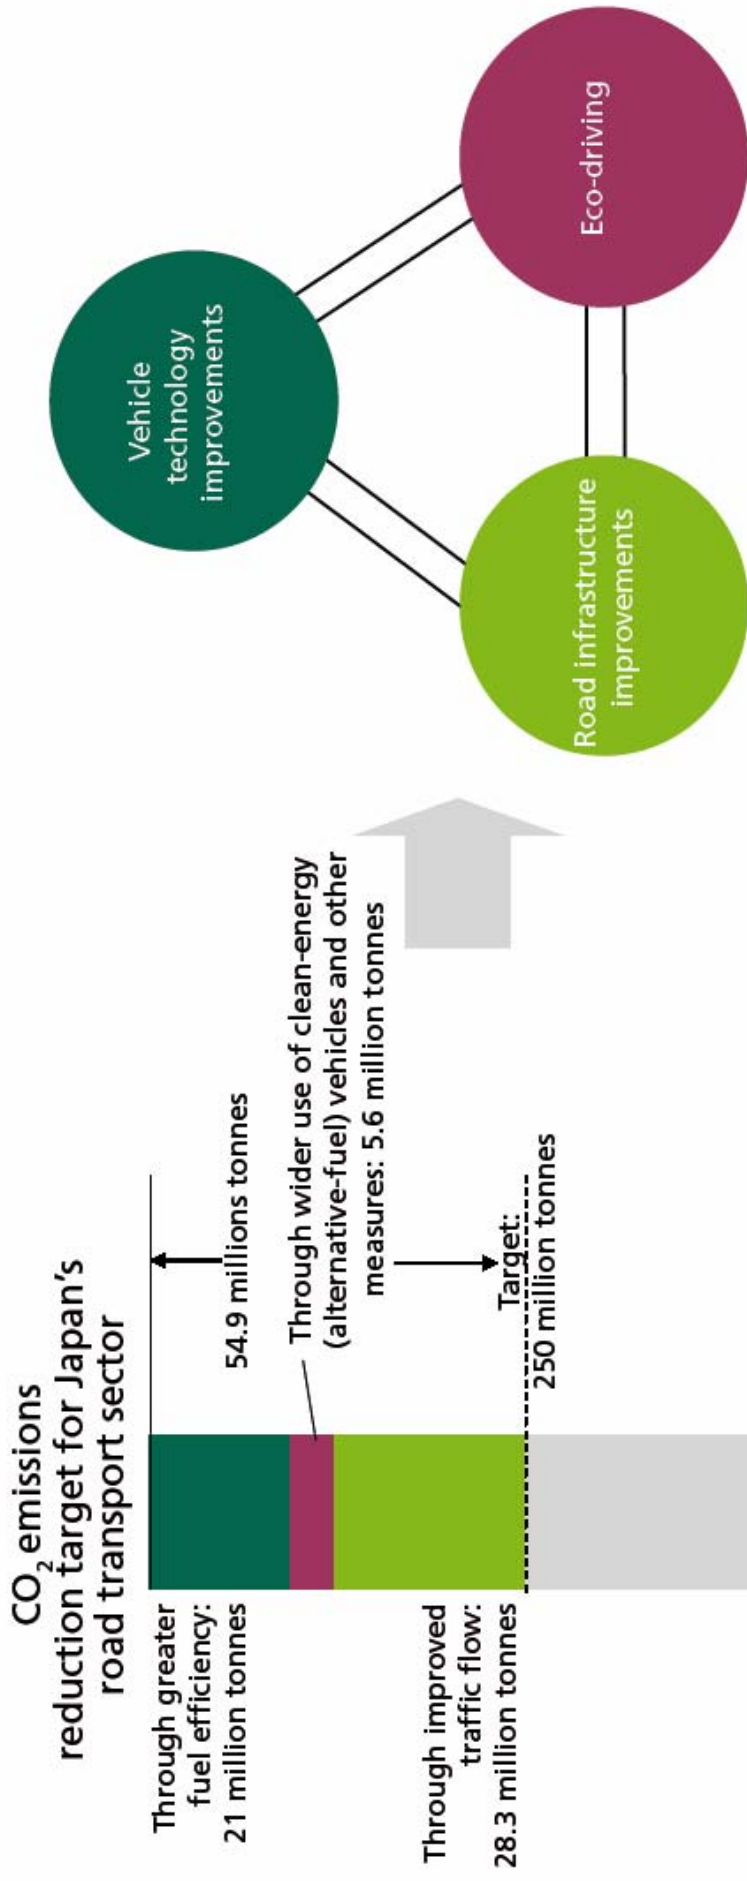 CO₂ emissions
reduction target for Japan's
road transport sector
Through greater
fuel efficiency:
21 million tonnes
Through improved
traffic flow:
28.3 million tonnes
54.9 millions tonnes
Through wider use of clean-energy
(alternative-fuel) vehicles and other
measures: 5.6 million tonnes
Target:
250 million tonnes
Vehicle
technology
improvements
Road infrastructure
improvements
Eco-driving